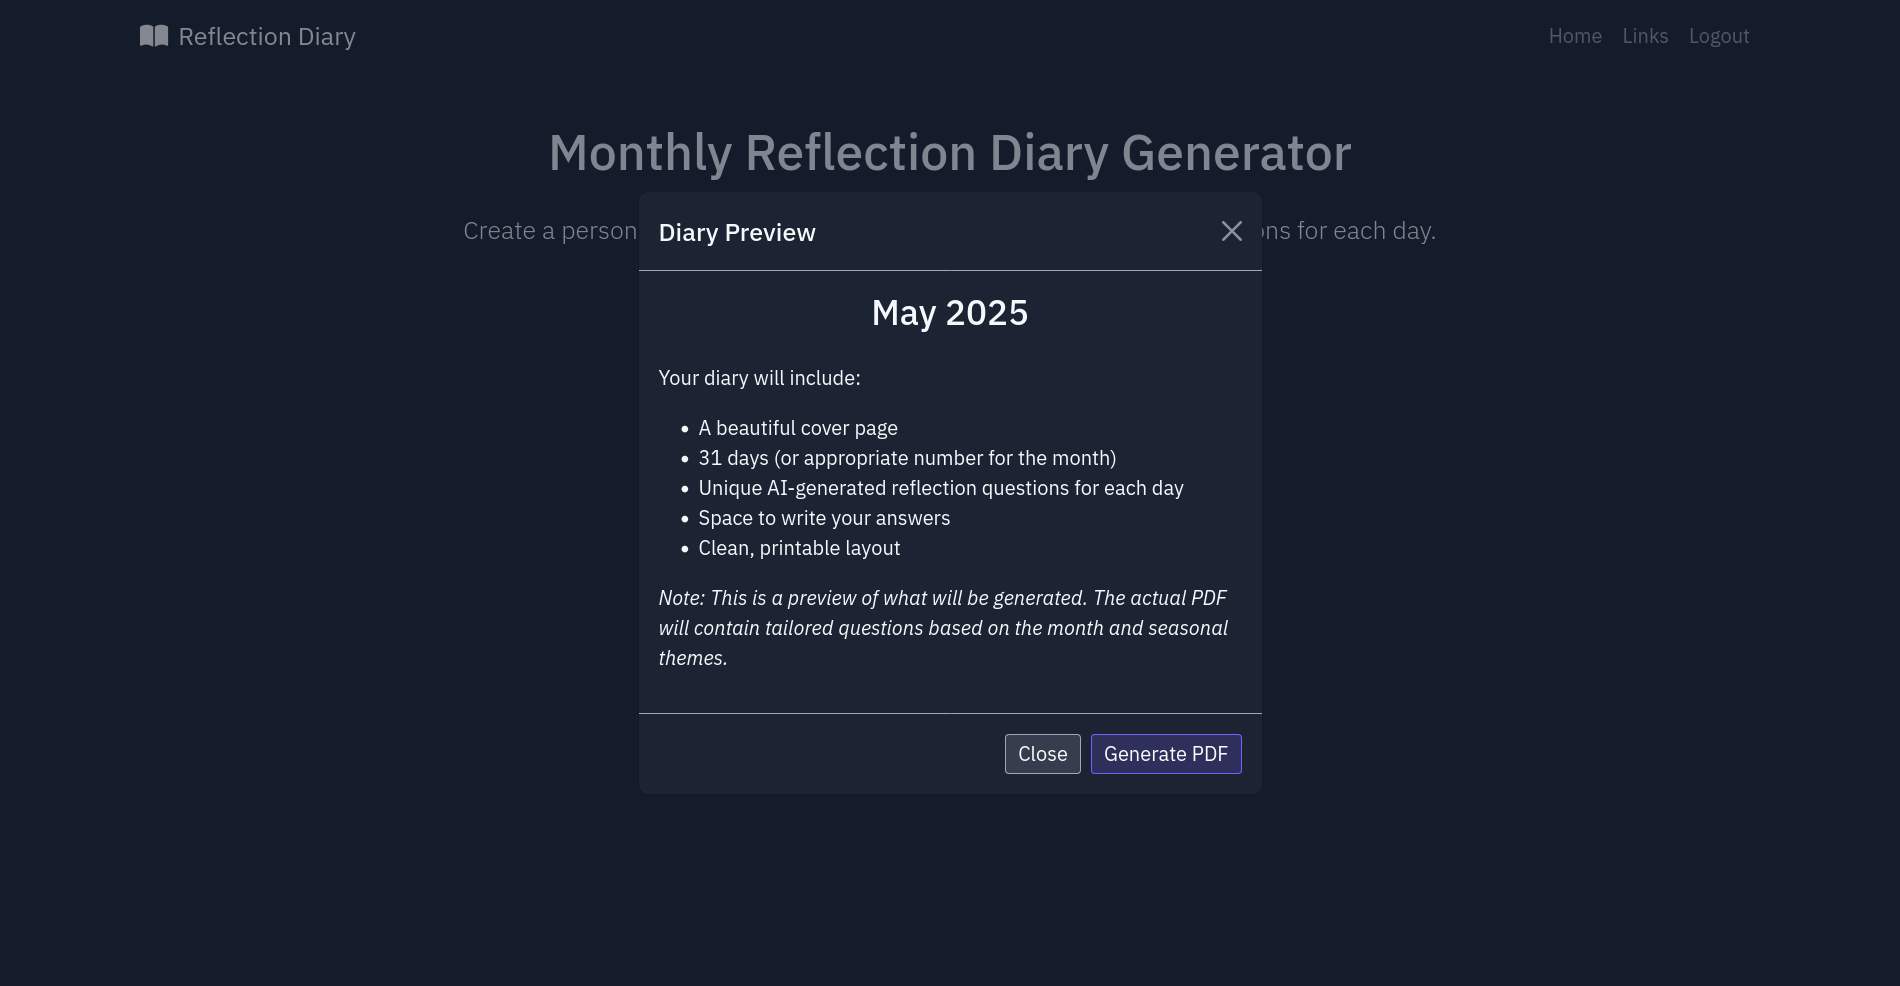 Reflection Diary
Home Links Logout
Monthly Reflection Diary Generator
Create a person
ns for each day.
Diary Preview
May 2025
Your diary will include:
• A beautiful cover page
• 31 days (or appropriate number for the month)
• Unique AI-generated reflection questions for each day
• Space to write your answers
• Clean, printable layout
Note: This is a preview of what will be generated. The actual PDF
will contain tailored questions based on the month and seasonal
themes.
Close Generate PDF